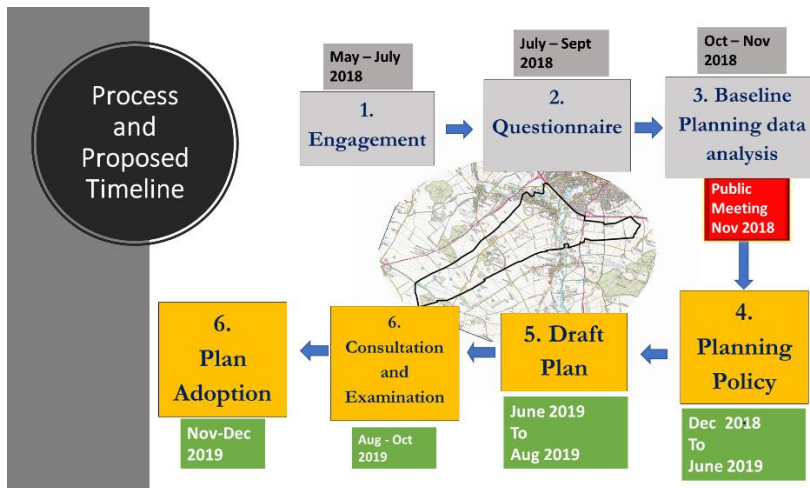 Process
and
Proposed
Timeline
May – July
2018
1.
Engagement
July – Sept
2018
2.
Questionnaire
Oct – Nov
2018
3. Baseline
Planning data
analysis
Public
Meeting
Nov 2018
4.
Planning
Policy
Dec 2018
To
June 2019
5. Draft
Plan
June 2019
To
Aug 2019
6.
Consultation
and
Examination
Aug - Oct
2019
6.
Plan
Adoption
Nov-Dec
2019